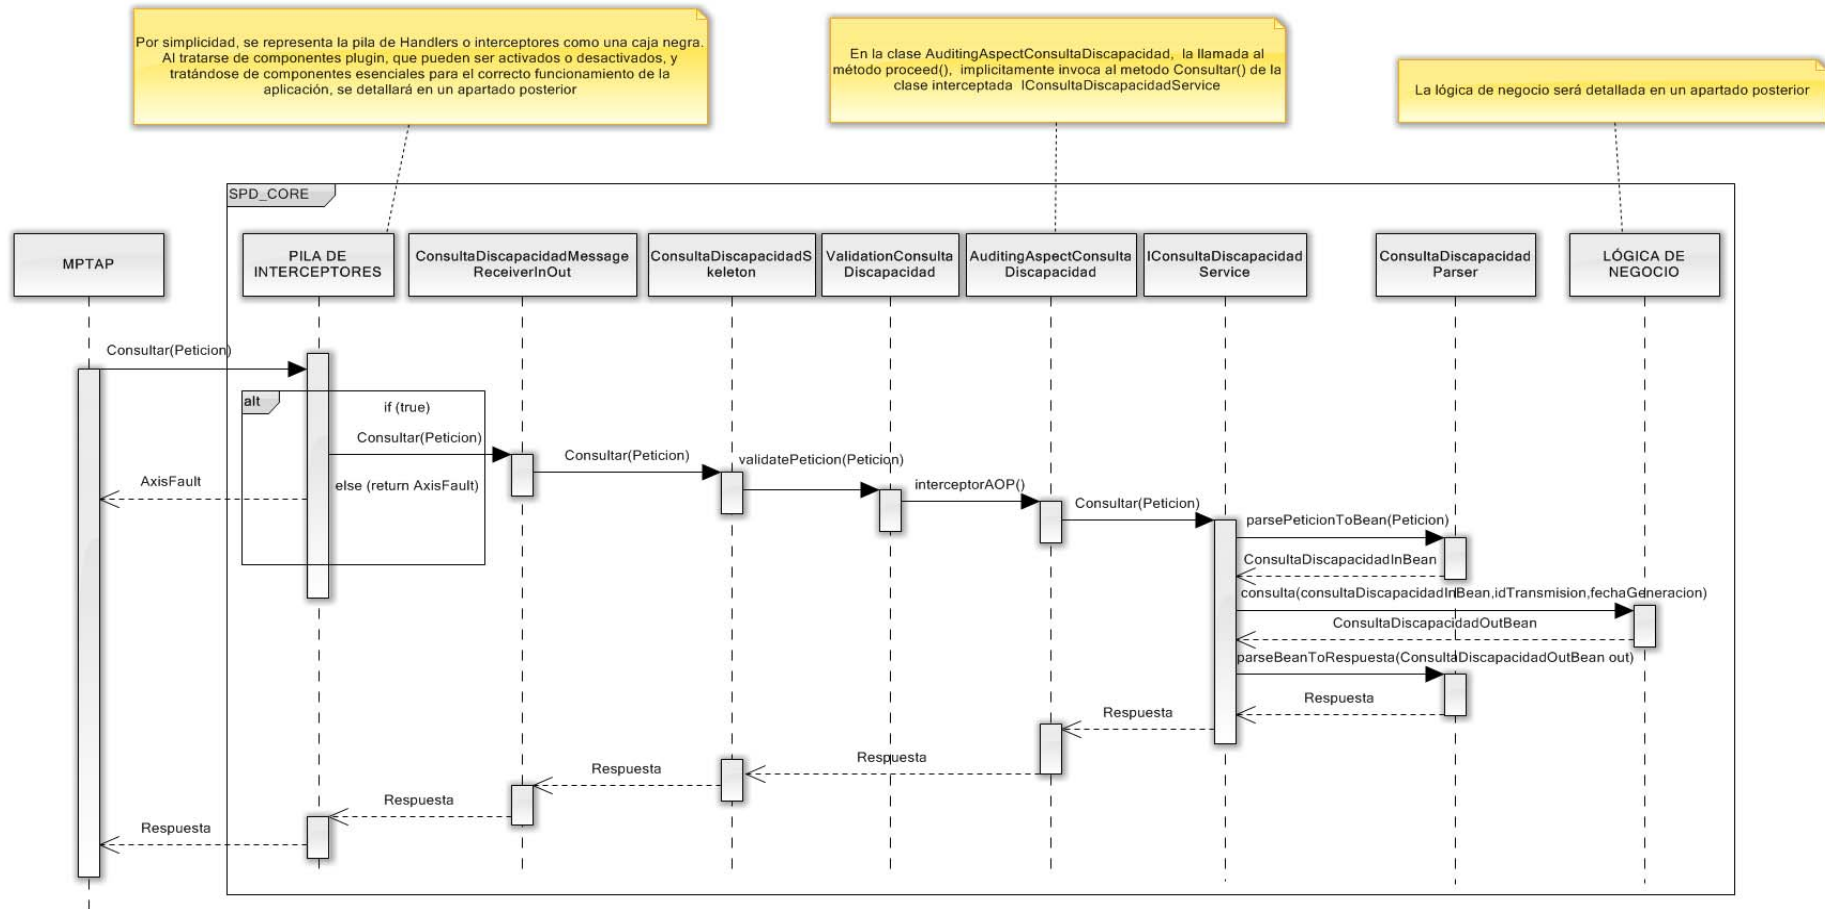 Por simplicidad, se representa la pila de Handlers o interceptores como una caja negra.
Al tratarse de componentes plugin, que pueden ser activados o desactivados, y
tratándose de componentes esenciales para el correcto funcionamiento de la
aplicación, se detallará en un apartado posterior
En la clase AuditingAspectConsultaDiscapacidad, la llamada al
método proceed(), implicitamente invoca al metodo Consultar() de la
clase interceptada IConsultaDiscapacidadService
La lógica de negocio será detallada en un apartado posterior
SPD_CORE
MPTAP
PILA DE
INTERCEPTORES
ConsultaDiscapacidadMessage
ReceiverInOut
ConsultaDiscapacidadS
keleton
ValidationConsulta
Discapacidad
AuditingAspectConsulta
Discapacidad
IConsultaDiscapacidad
Service
ConsultaDiscapacidad
Parser
LÓGICA DE
NEGOCIO
Consultar(Peticion)
alt
if (true)
Consultar(Peticion)
Consultar(Peticion)
validatePeticion(Peticion)
AxisFault
else (return AxisFault)
interceptorAOP()
Consultar(Peticion)
parsePeticionToBean(Peticion)
ConsultaDiscapacidadInBean
consulta(consultaDiscapacidadInBean,idTransmision,fechaGeneracion)
ConsultaDiscapacidadOutBean
parseBeanToRespuesta(ConsultaDiscapacidadOutBean out)
Respuesta
Respuesta
Respuesta
Respuesta
Respuesta
Respuesta